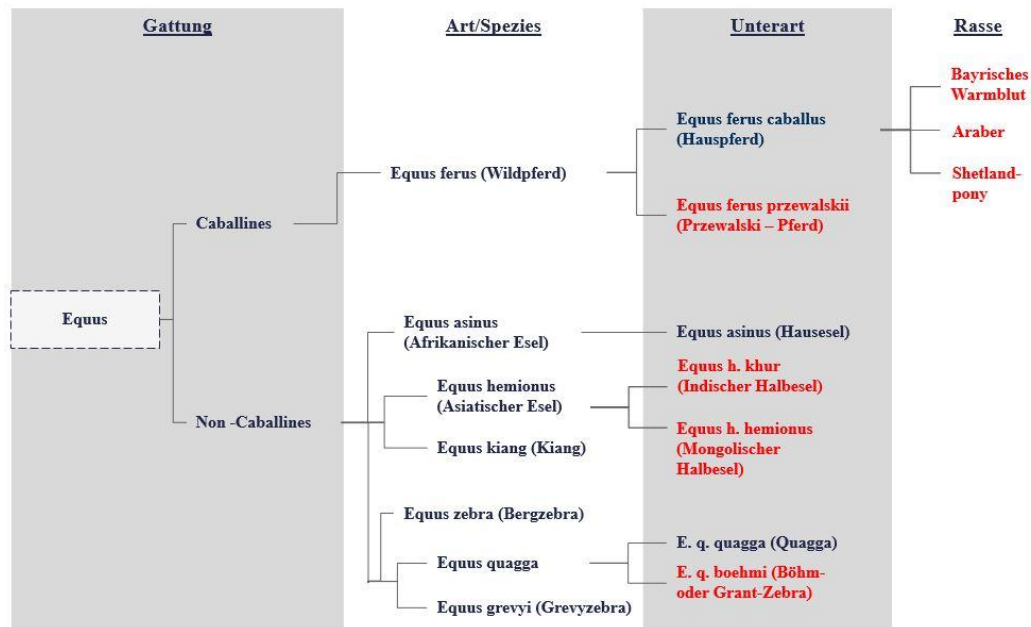 Gattung
Art/Spezies
Unterart
Rasse
Bayrisches
Warmblut
Equus ferus caballus
(Hauspferd)
Araber
Equus ferus (Wildpferd)
Shetland-
pony
Equus ferus przewalskii
(Przewalski – Pferd)
Caballines
Equus
Equus asinus
(Afrikanischer Esel)
Equus asinus (Hausesel)
Equus h. khur
(Indischer Halbesel)
Equus hemionus
(Asiatischer Esel)
Non -Caballines
Equus h. hemionus
(Mongolischer
Halbesel)
Equus kiang (Kiang)
Equus zebra (Bergzebra)
E. q. quagga (Quagga)
Equus quagga
E. q. boehmi (Böhm-
oder Grant-Zebra)
Equus grevyi (Grevyzebra)